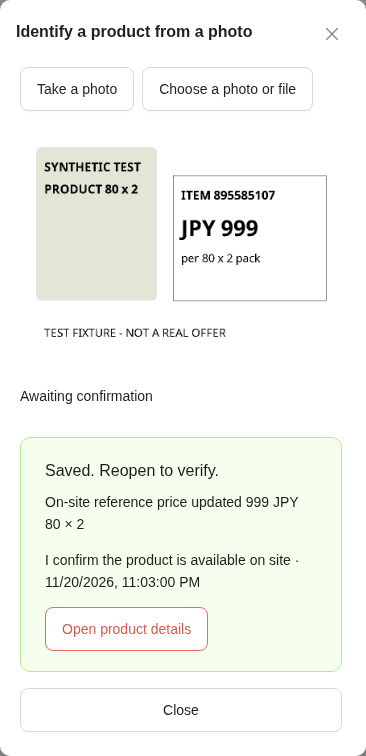 Identify a product from a photo
Take a photo
Choose a photo or file
SYNTHETIC TEST
PRODUCT 80 x 2
ITEM 895585107
JPY 999
per 80 x 2 pack
TEST FIXTURE - NOT A REAL OFFER
Awaiting confirmation
Saved. Reopen to verify.
On-site reference price updated 999 JPY
80 × 2
I confirm the product is available on site ·
11/20/2026, 11:03:00 PM
Open product details
Close